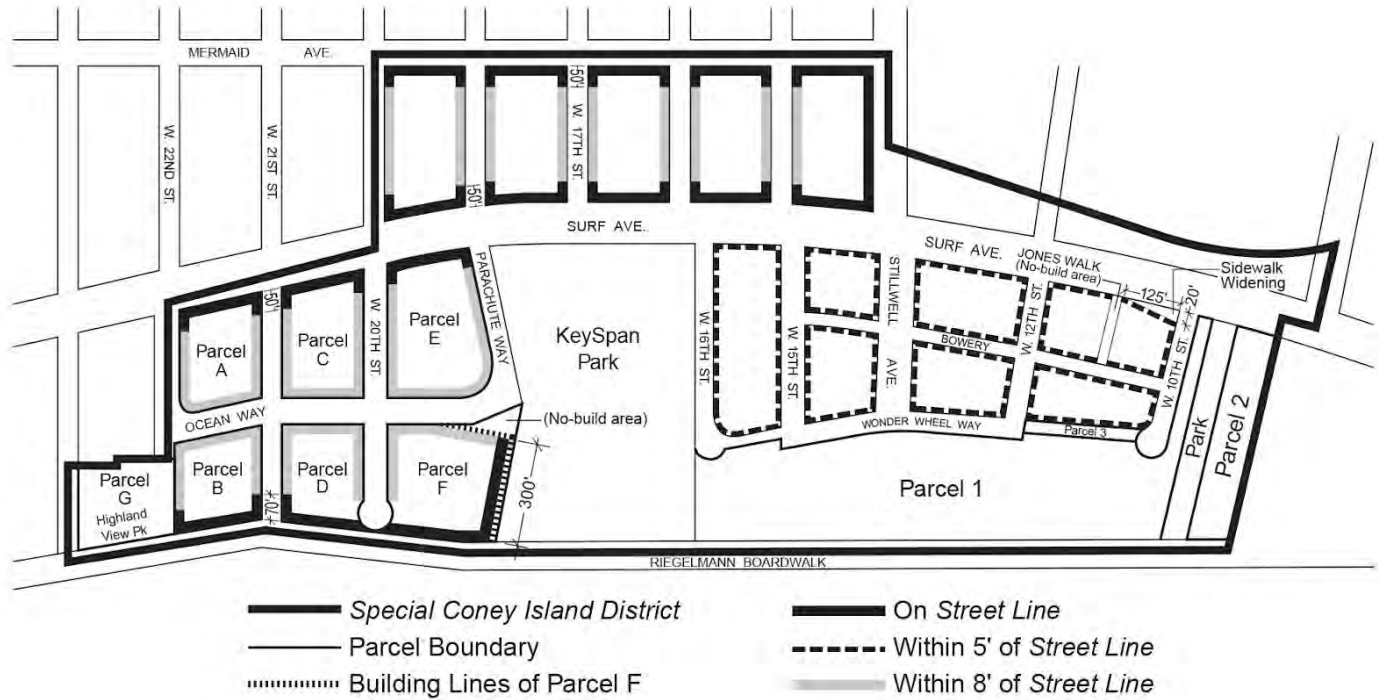 MERMAID AVE.
50'
W. 17TH ST.
W. 22ND ST.
W. 21ST ST.
50'
SURF AVE.
SURF AVE.
JONES WALK
(No-build area)
Sidewalk
Widening
125'
20'
PARACHUTE WAY
STILLWELL
AVE.
W. 12TH ST.
50'
W. 20TH ST.
Parcel
E
Parcel
A
Parcel
C
KeySpan
Park
W. 16TH ST.
W. 15TH ST.
BOWERY
W. 10TH ST.
OCEAN WAY
(No-build area)
WONDER WHEEL WAY
Parcel 3
Park
Parcel 2
Parcel
G
Highland
View Pk
Parcel
B
Parcel
D
Parcel
F
70'
300'
Parcel 1
RIEGELMANN BOARDWALK
Special Coney Island District
On Street Line
Parcel Boundary
Within 5' of Street Line
Building Lines of Parcel F
Within 8' of Street Line